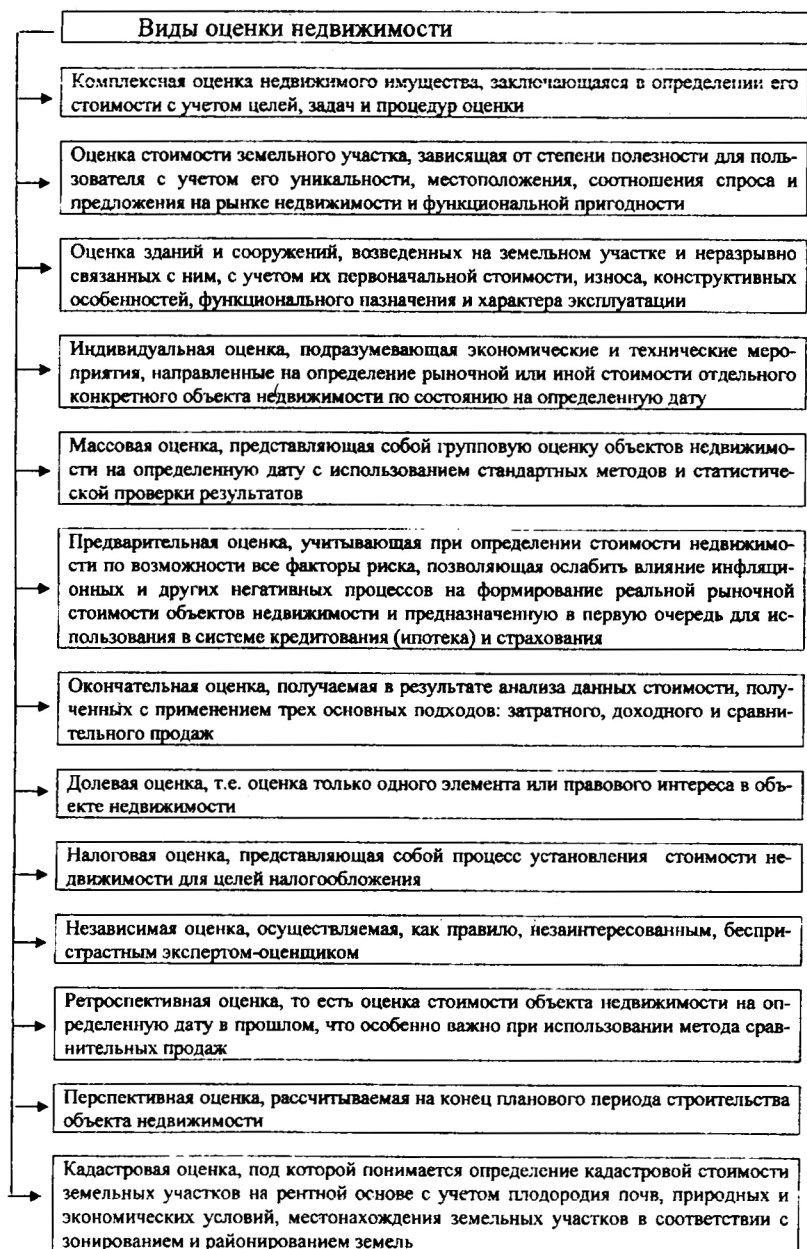 Виды оценки недвижимости
Комплексная оценка недвижимого имущества, заключающаяся в определении его
стоимости с учетом целей, задач и процедур оценки
Оценка стоимости земельного участка, зависящая от степени полезности для поль-
зователя с учетом его уникальности, местоположения, соотношения спроса и
предложения на рынке недвижимости и функциональной пригодности
Оценка зданий и сооружений, возведенных на земельном участке и неразрывно
связанных с ним, с учетом их первоначальной стоимости, износа, конструктивных
особенностей, функционального назначения и характера эксплуатации
Индивидуальная оценка, подразумевающая экономические и технические меро-
приятия, направленные на определение рыночной или иной стоимости отдельного
конкретного объекта недвижимости по состоянию на определенную дату
Массовая оценка, представляющая собой групповую оценку объектов недвижимо-
сти на определенную дату с использованием стандартных методов и статистиче-
ской проверки результатов
Предварительная оценка, учитывающая при определении стоимости недвижимо-
сти по возможности все факторы риска, позволяющая ослабить влияние инфляци-
онных и других негативных процессов на формирование реальной рыночной
стоимости объектов недвижимости и предназначенную в первую очередь для ис-
пользования в системе кредитования (ипотека) и страхования
Окончательная оценка, получаемая в результате анализа данных стоимости, полу-
ченных с применением трех основных подходов: затратного, доходного и сравни-
тельного продаж
Долевая оценка, т.е. оценка только одного элемента или правового интереса в объ-
екте недвижимости
Налоговая оценка, представляющая собой процесс установления стоимости не-
движимости для целей налогообложения
Независимая оценка, осуществляемая, как правило, незаинтересованным, беспри-
страстным экспертом-оценщиком
Ретроспективная оценка, то есть оценка стоимости объекта недвижимости на оп-
ределенную дату в прошлом, что особенно важно при использовании метода срав-
нительных продаж
Перспективная оценка, рассчитываемая на конец планового периода строительства
объекта недвижимости
Кадастровая оценка, под которой понимается определение кадастровой стоимости
земельных участков на рентной основе с учетом плодородия почв, природных и
экономических условий, местонахождения земельных участков в соответствии с
зонированием и районированием земель